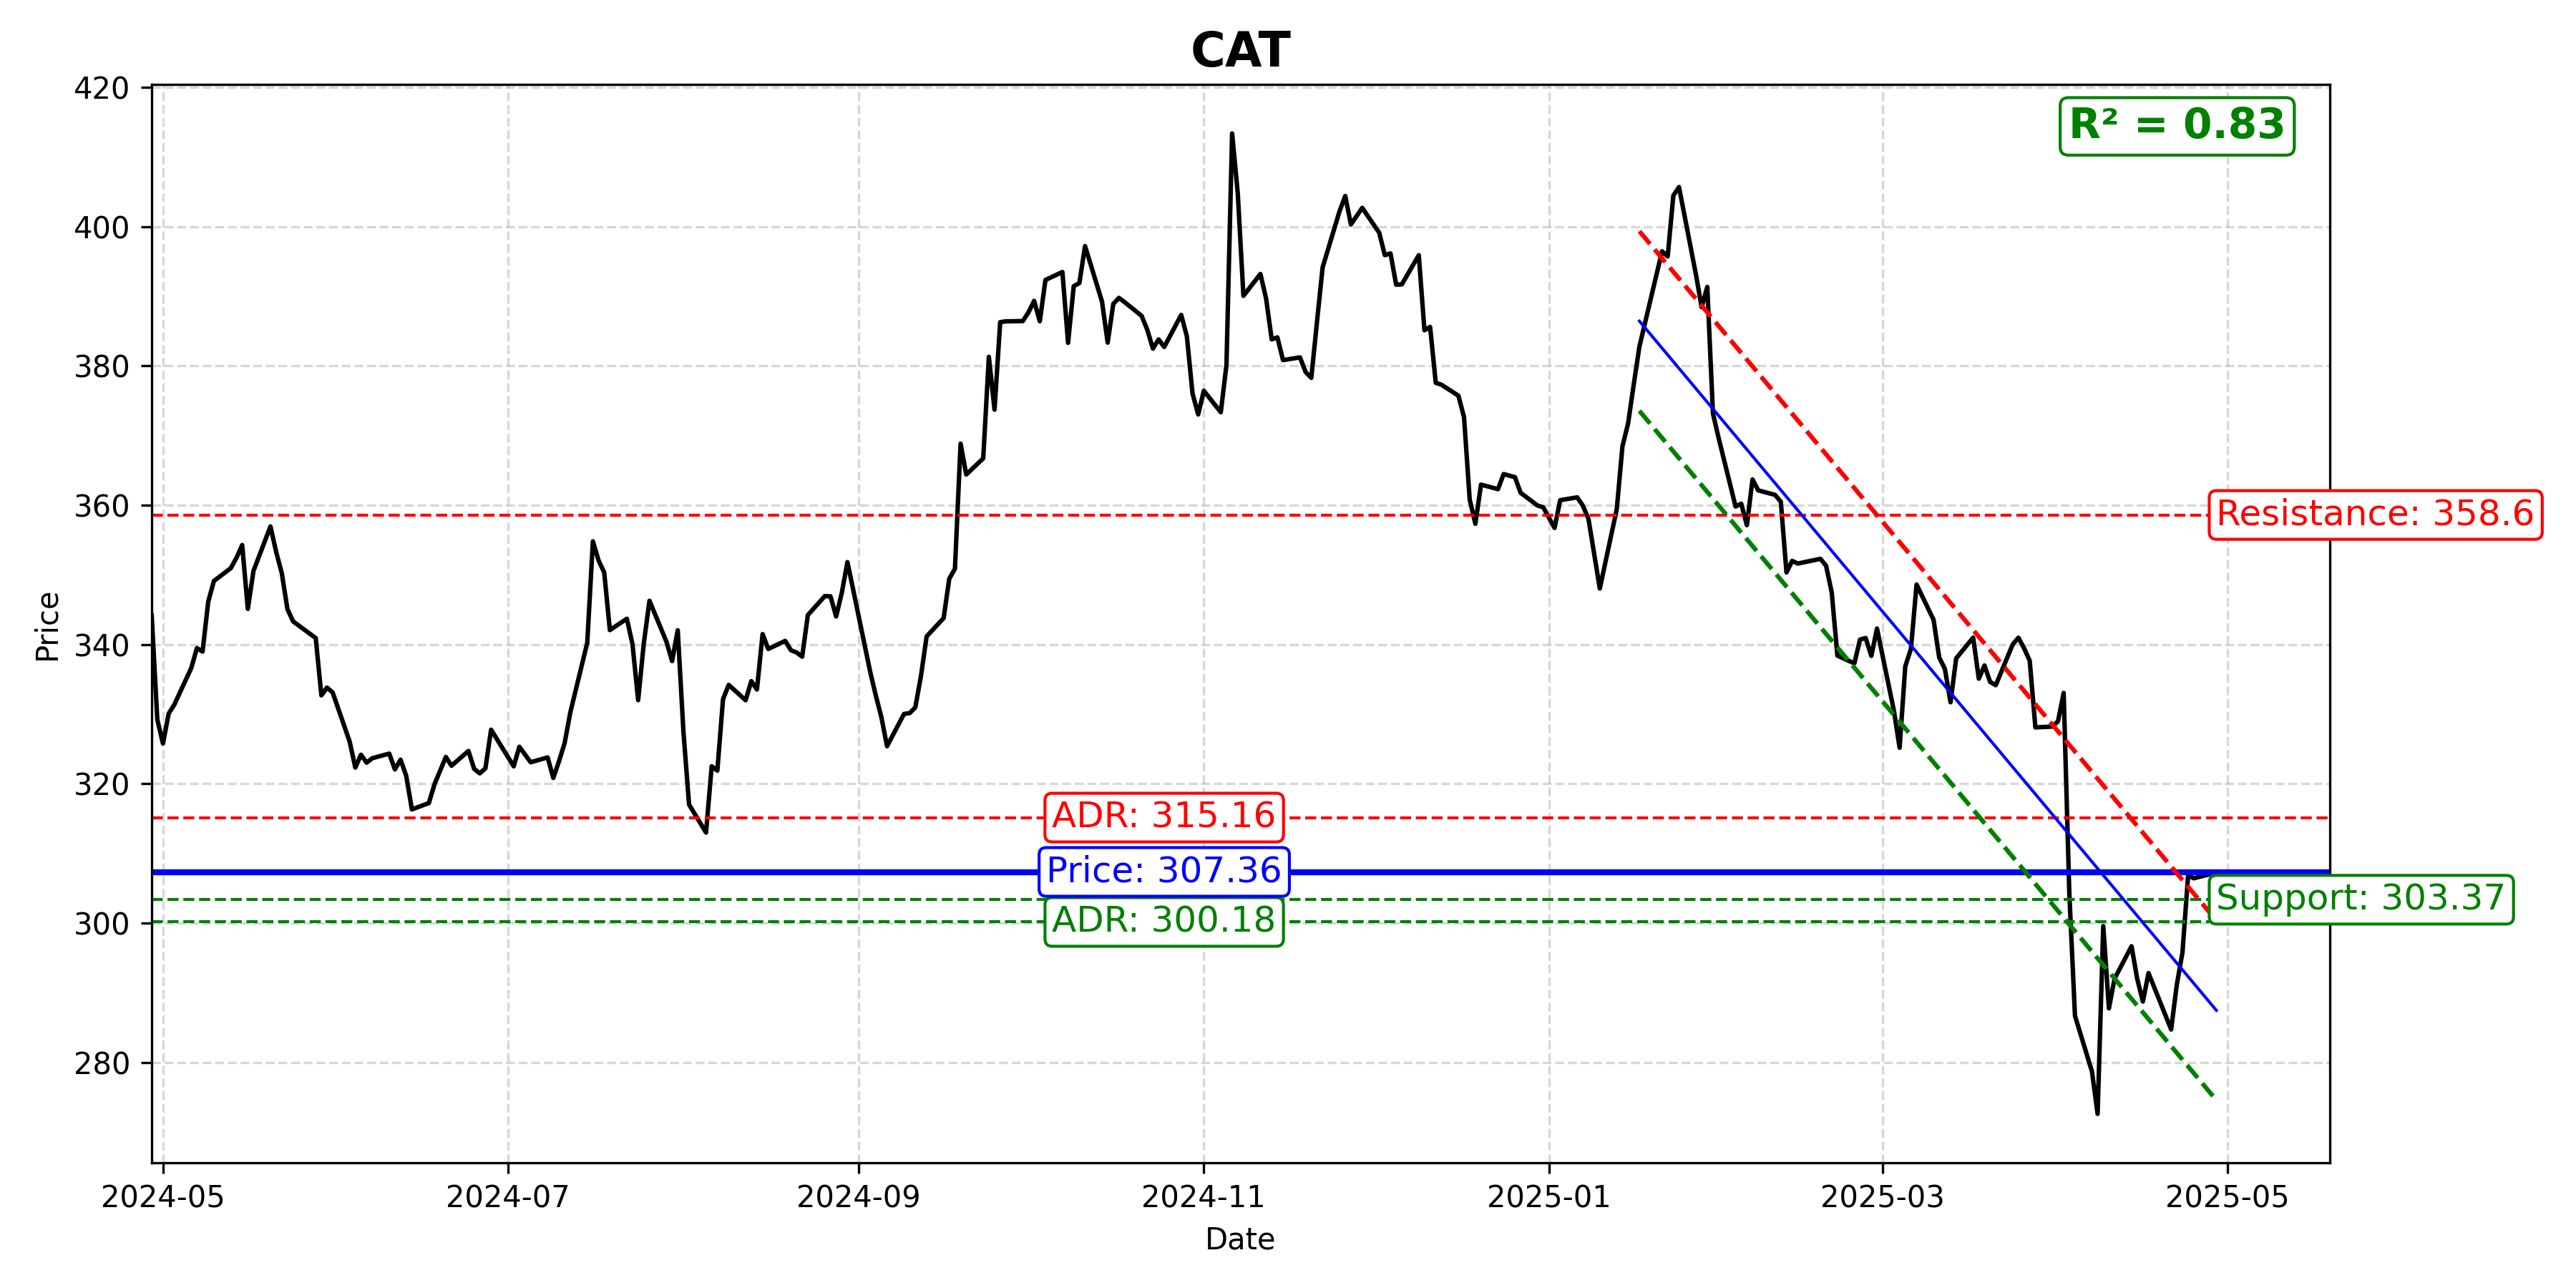 CAT
R² = 0.83
420
400
380
360
340
320
300
280
Price
Resistance: 358.6
ADR: 315.16
Price: 307.36
Support: 303.37
ADR: 300.18
2024-05
2024-07
2024-09
2024-11
2025-01
2025-03
2025-05
Date